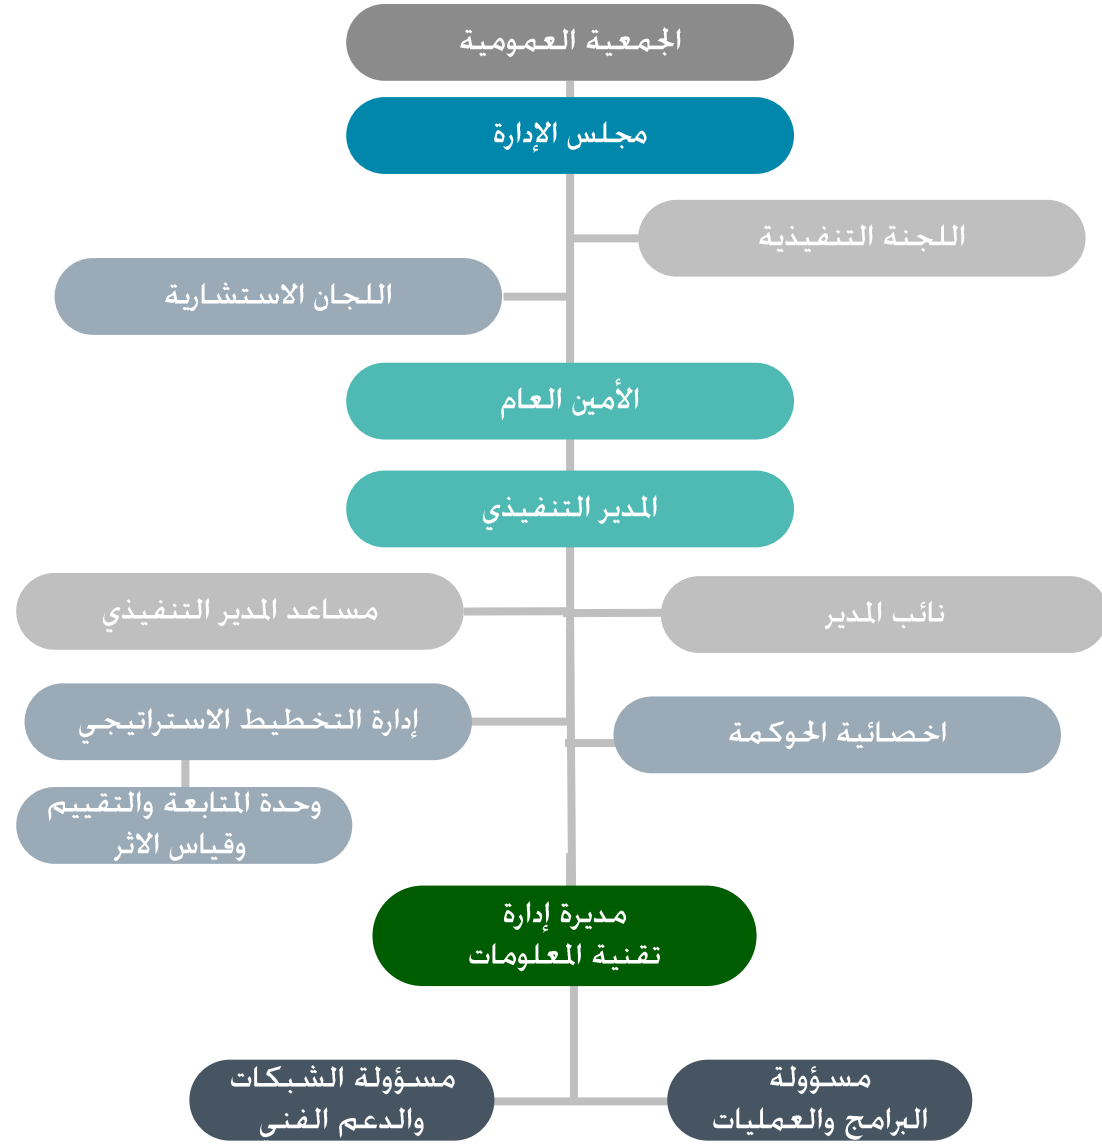 الجمعية العمومية
مجلس الإدارة
اللجنة التنفيذية
اللجان الاستشارية
الأمين العام
المدير التنفيذي
نائب المدير
مساعد المدير التنفيذي
اخصائية الحوكمة
إدارة التخطيط الاستراتيجي
وحدة المتابعة والتقييم
وقياس الاثر
مديرة إدارة
تقنية المعلومات
مسؤولة
البرامج والعمليات
مسؤولة الشبكات
والدعم الفنى